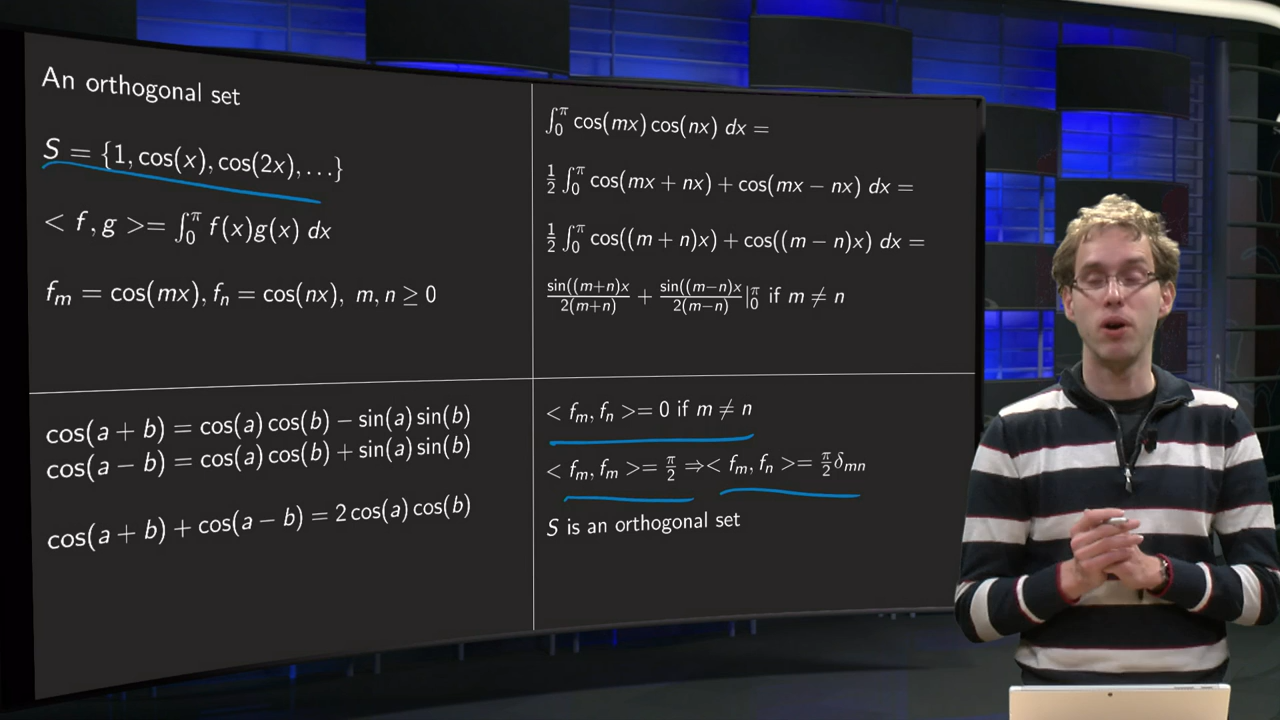 An orthogonal set
S = {1, cos(x), cos(2x), …}
< f, g >= ∫₀^π f(x)g(x) dx
f_m = cos(mx), f_n = cos(nx), m, n ≥ 0
∫₀^π cos(mx) cos(nx) dx =
½ ∫₀^π cos(mx + nx) + cos(mx − nx) dx =
½ ∫₀^π cos((m + n)x) + cos((m − n)x) dx =
sin((m+n)x / 2(m+n) + sin((m−n)x / 2(m−n) |₀^π if m ≠ n
cos(a + b) = cos(a) cos(b) − sin(a) sin(b)
cos(a − b) = cos(a) cos(b) + sin(a) sin(b)
cos(a + b) + cos(a − b) = 2 cos(a) cos(b)
< f_m, f_n >= 0 if m ≠ n
< f_m, f_m >= π/2 ⇒< f_m, f_n >= π/2 δ_mn
S is an orthogonal set